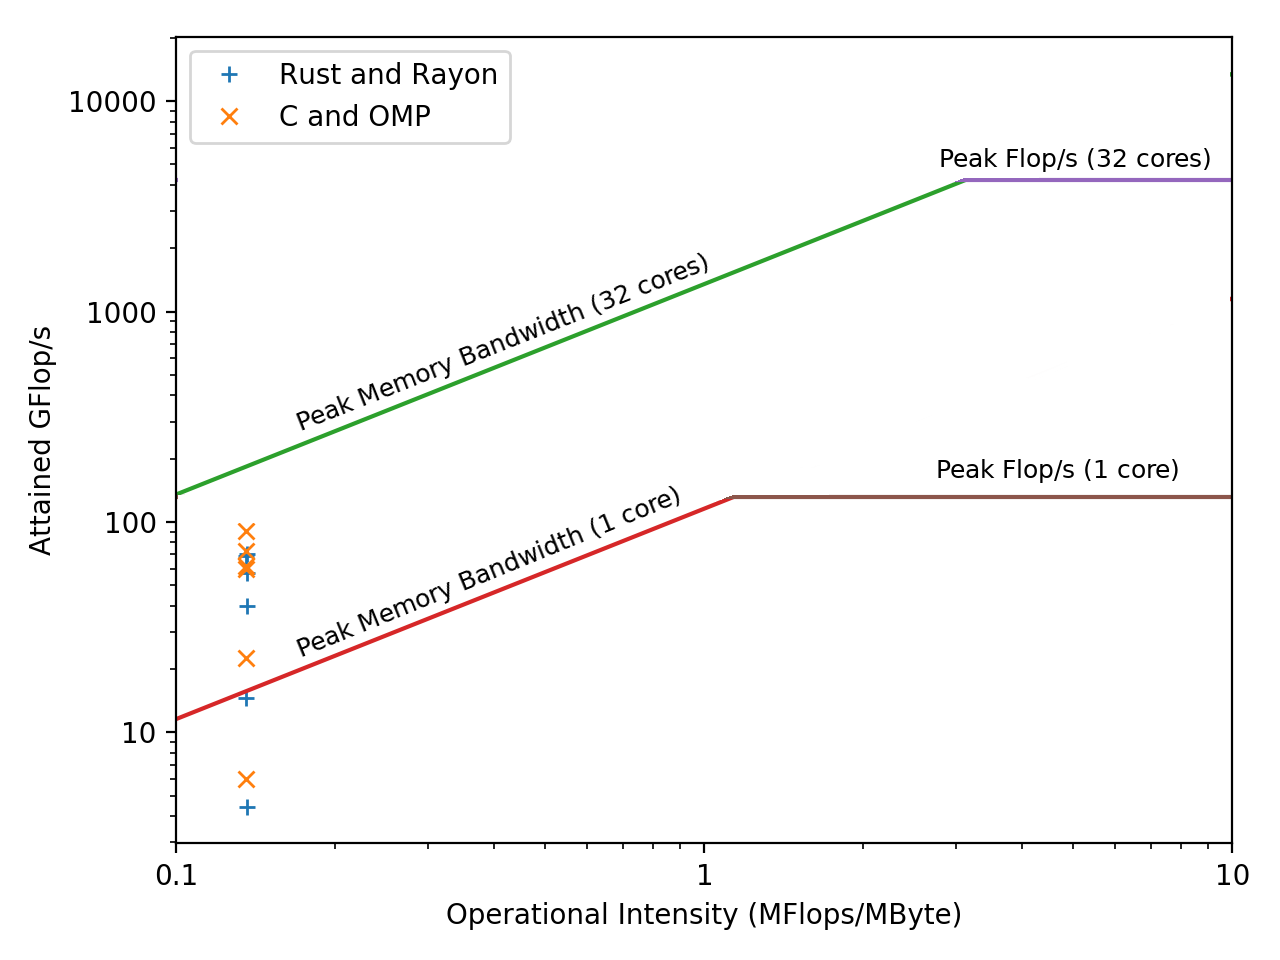 Rust and Rayon
C and OMP
Peak Flop/s (32 cores)
Peak Memory Bandwidth (32 cores)
Peak Flop/s (1 core)
Peak Memory Bandwidth (1 core)
Attained GFlop/s
10000
1000
100
10
0.1
1
10
Operational Intensity (MFlops/MByte)